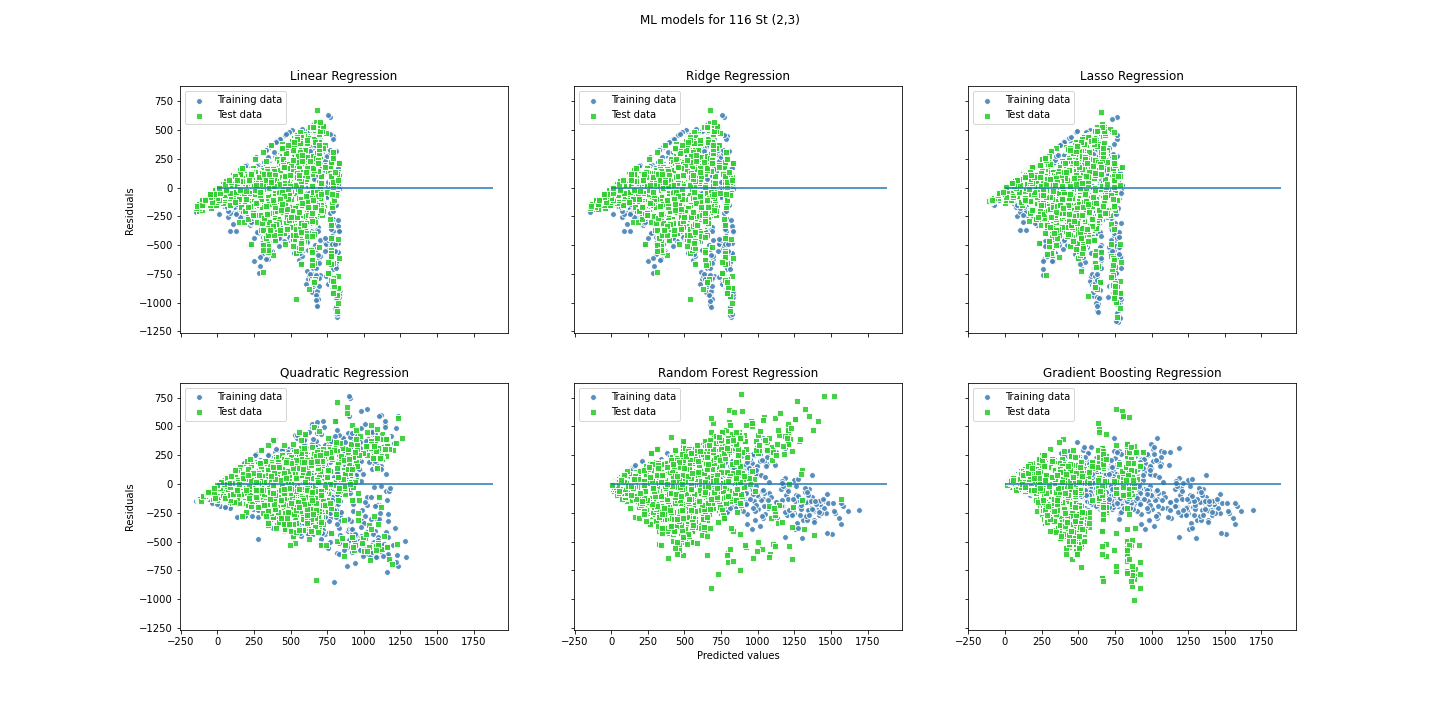 ML models for 116 St (2,3)
Linear Regression
Ridge Regression
Lasso Regression
Training data
Test data
Training data
Test data
Training data
Test data
750
500
250
0
−250
−500
−750
−1000
−1250
Residuals
Quadratic Regression
Random Forest Regression
Gradient Boosting Regression
Training data
Test data
Training data
Test data
Training data
Test data
750
500
250
0
−250
−500
−750
−1000
−1250
Residuals
−250 0 250 500 750 1000 1250 1500 1750
−250 0 250 500 750 1000 1250 1500 1750
−250 0 250 500 750 1000 1250 1500 1750
Predicted values